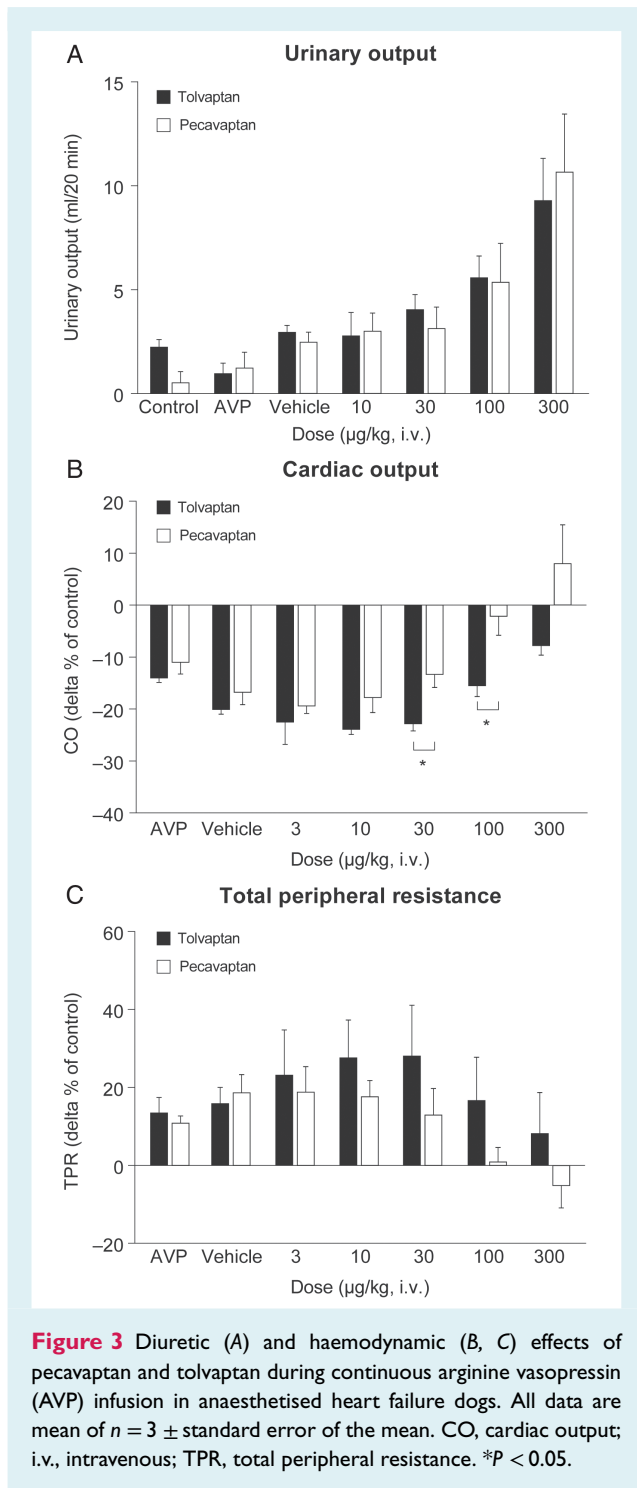 A
Urinary output
15
10
5
0
Urinary output (ml/20 min)
Tolvaptan
Pecavaptan
Control AVP Vehicle 10 30 100 300
Dose (µg/kg, i.v.)
B
Cardiac output
20
10
0
–10
–20
–30
–40
CO (delta % of control)
Tolvaptan
Pecavaptan
*
*
AVP Vehicle 3 10 30 100 300
Dose (µg/kg, i.v.)
C
Total peripheral resistance
60
40
20
0
–20
TPR (delta % of control)
Tolvaptan
Pecavaptan
AVP Vehicle 3 10 30 100 300
Dose (µg/kg, i.v.)
Figure 3 Diuretic (A) and haemodynamic (B, C) effects of
pecavaptan and tolvaptan during continuous arginine vasopressin
(AVP) infusion in anaesthetised heart failure dogs. All data are
mean of n = 3 ± standard error of the mean. CO, cardiac output;
i.v., intravenous; TPR, total peripheral resistance. *P < 0.05.